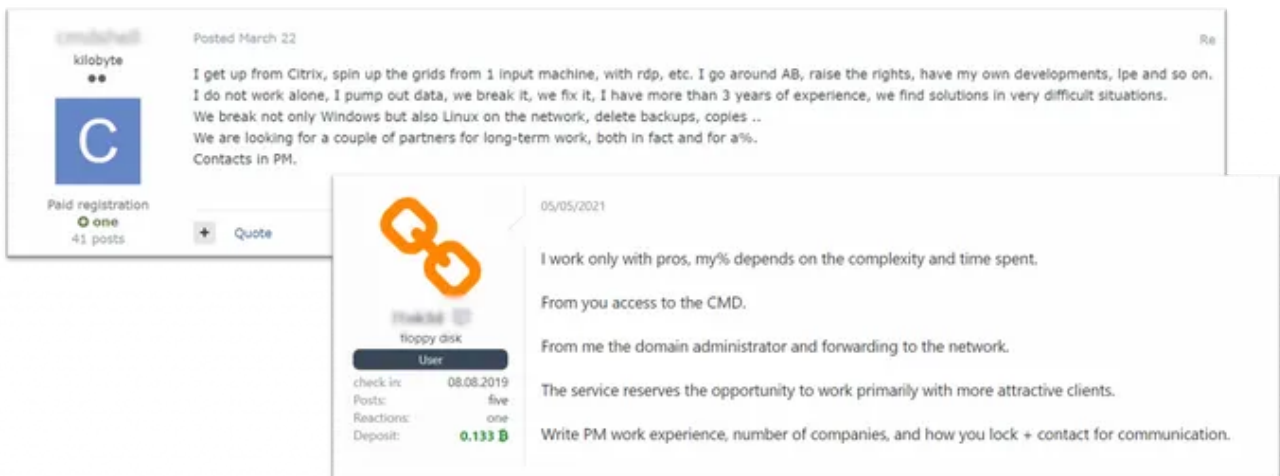 kilobyte
C
Paid registration
one
41 posts
Posted March 22
Re
I get up from Citrix, spin up the grids from 1 input machine, with rdp, etc. I go around AB, raise the rights, have my own developments, lpe and so on.
I do not work alone, I pump out data, we break it, we fix it, I have more than 3 years of experience, we find solutions in very difficult situations.
We break not only Windows but also Linux on the network, delete backups, copies ..
We are looking for a couple of partners for long-term work, both in fact and for a%.
Contacts in PM.
+ Quote
floppy disk
User
check in: 08.08.2019
Posts: five
Reactions: one
Deposit: 0.133 ₿
05/05/2021
I work only with pros, my% depends on the complexity and time spent.
From you access to the CMD.
From me the domain administrator and forwarding to the network.
The service reserves the opportunity to work primarily with more attractive clients.
Write PM work experience, number of companies, and how you lock + contact for communication.